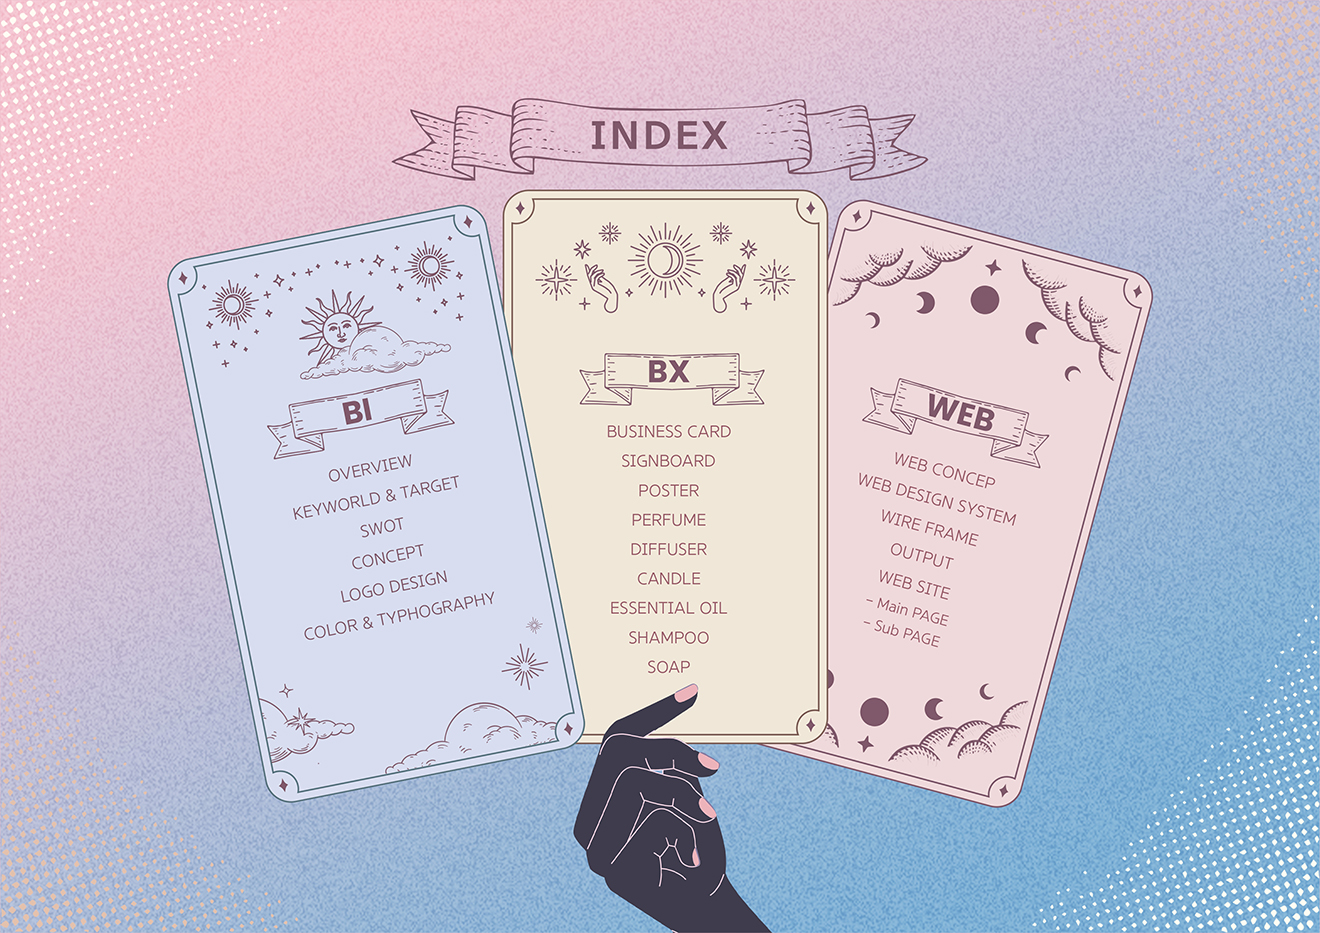 INDEX
BI
OVERVIEW
KEYWORLD & TARGET
SWOT
CONCEPT
LOGO DESIGN
COLOR & TYPHOGRAPHY
BX
BUSINESS CARD
SIGNBOARD
POSTER
PERFUME
DIFFUSER
CANDLE
ESSENTIAL OIL
SHAMPOO
SOAP
WEB
WEB CONCEP
WEB DESIGN SYSTEM
WIRE FRAME
OUTPUT
WEB SITE
- Main PAGE
- Sub PAGE